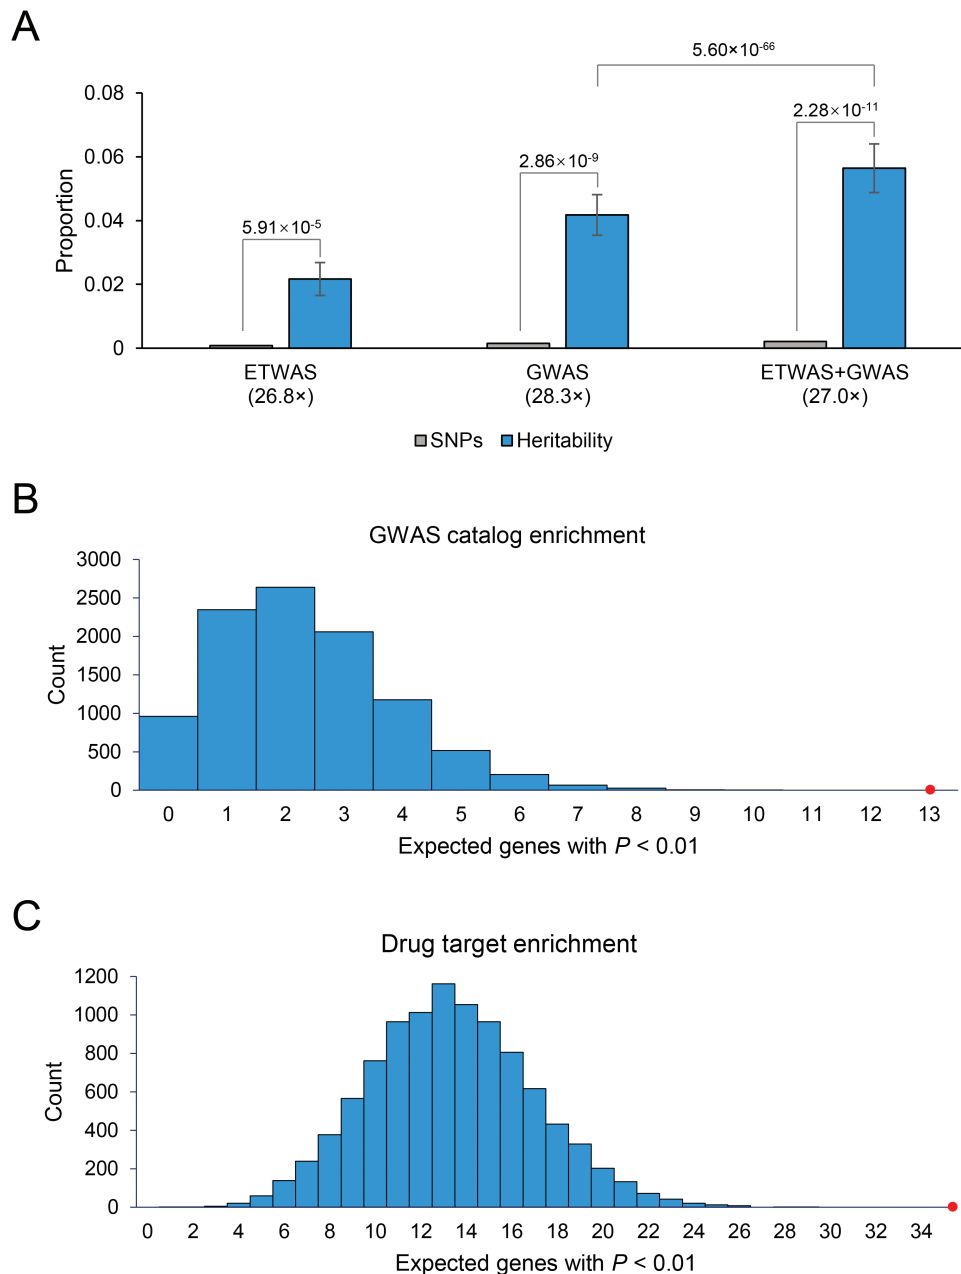 A
5.60×10-66
0.08
2.28×10-11
0.06
2.86×10-9
Proportion
0.04
5.91×10-5
0.02
0
ETWAS GWAS ETWAS+GWAS
(26.8×) (28.3×) (27.0×)
SNPs Heritability
B
GWAS catalog enrichment
3000
2500
2000
Count
1500
1000
500
0
0 1 2 3 4 5 6 7 8 9 10 11 12 13
Expected genes with P < 0.01
C
Drug target enrichment
1200
1000
800
Count
600
400
200
0
0 2 4 6 8 10 12 14 16 18 20 22 24 26 28 30 32 34
Expected genes with P < 0.01